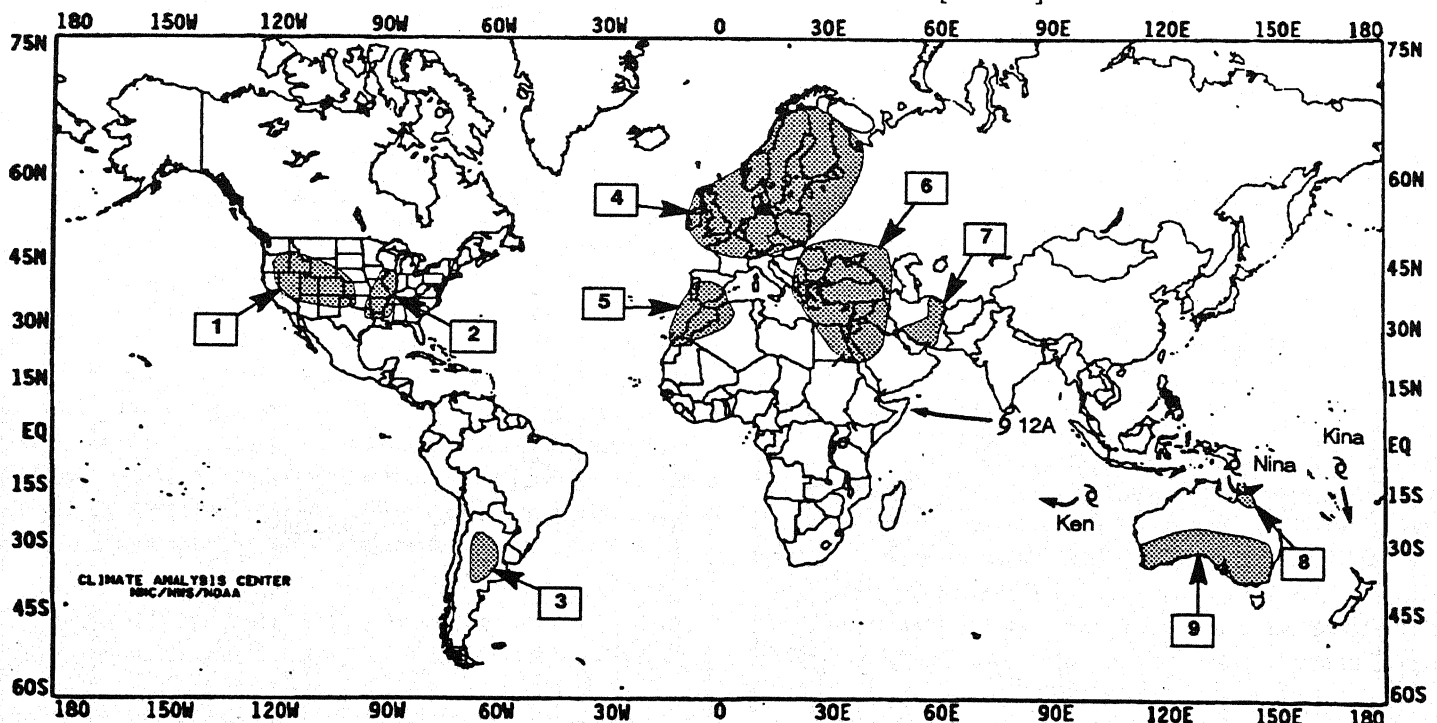 180 150W 120W 90W 60W 30W 0 30E 60E 90E 120E 150E 180
75N 75N
60N 60N
4 6
7
45N 45N
5
1 2
30N 30N
15N 15N
12A
EQ Kina EQ
Nina
15S 15S
Ken
30S 30S
8
CLIMATE ANALYSIS CENTER
NMC/NWS/NOAA
3
45S 45S
9
60S 60S
180 150W 120W 90W 60W 30W 0 30E 60E 90E 120E 150E 180